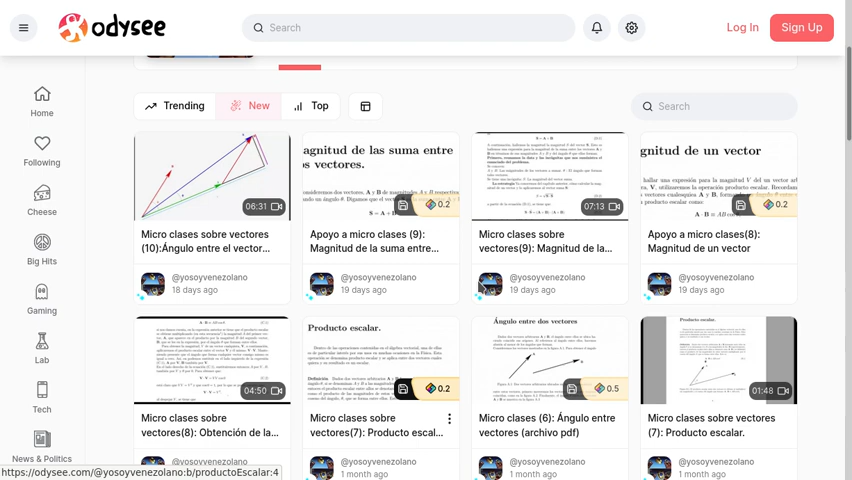 odysee
Search
Log In
Sign Up
Trending
New
Top
Search
Home
Following
Cheese
Big Hits
Gaming
Lab
Tech
News & Politics
06:31
Micro clases sobre vectores
(10):Ángulo entre el vector...
@yosoyvenezolano
18 days ago
agnitud de las suma entre
os vectores.
0.2
Apoyo a micro clases (9):
Magnitud de la suma entre...
@yosoyvenezolano
19 days ago
07:13
Micro clases sobre
vectores(9): Magnitud de la...
@yosoyvenezolano
19 days ago
gnitud de un vector
0.2
Apoyo a micro clases(8):
Magnitud de un vector
@yosoyvenezolano
19 days ago
04:50
Micro clases sobre
vectores(8): Obtención de la...
Producto escalar.
0.2
Micro clases sobre
vectores(7): Producto escal...
@yosoyvenezolano
1 month ago
Ángulo entre dos vectores
0.5
Micro clases (6): Ángulo entre
vectores (archivo pdf)
@yosoyvenezolano
1 month ago
Producto escalar.
01:48
Micro clases sobre vectores
(7): Producto escalar.
@yosoyvenezolano
1 month ago
https://odysee.com/@yosoyvenezolano:b/productoEscalar:4